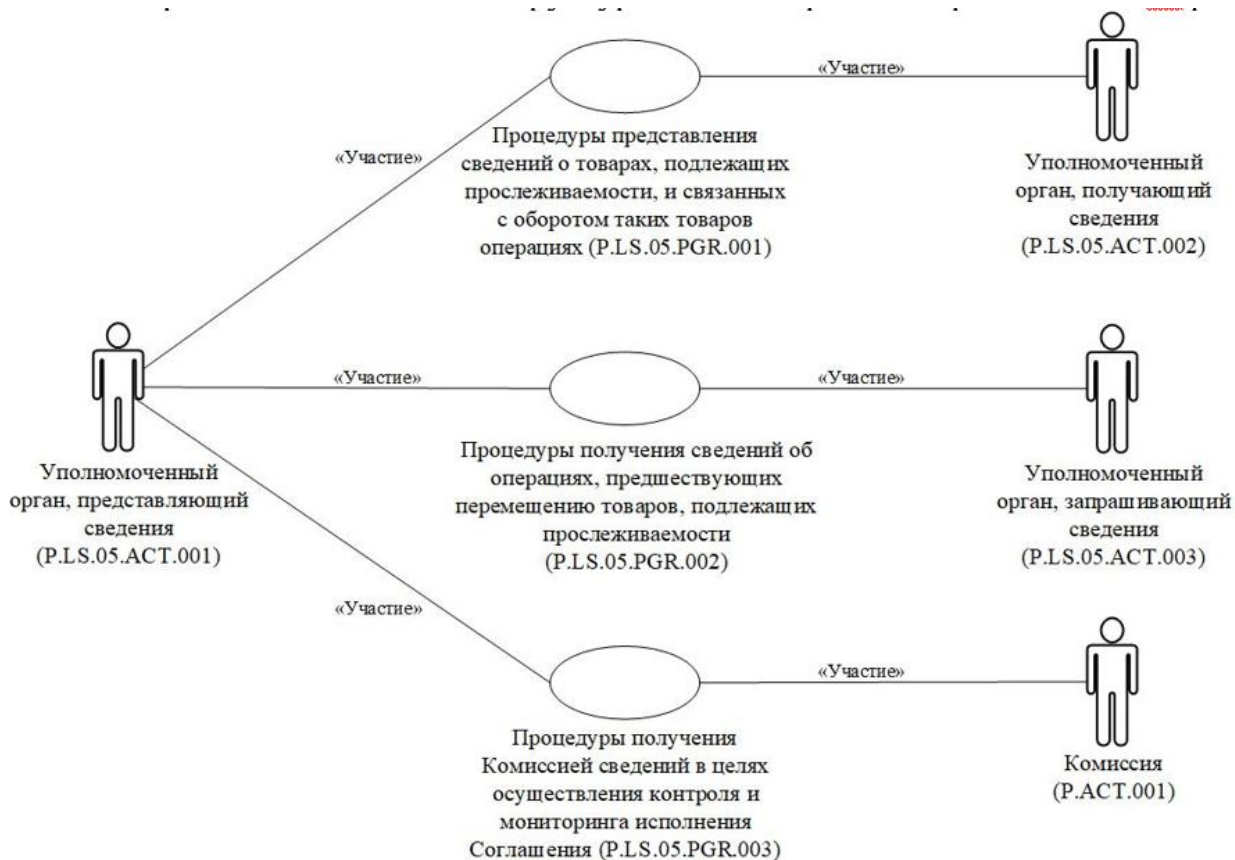 «Участие»
«Участие»
Процедуры представления
сведений о товарах, подлежащих
прослеживаемости, и связанных
с оборотом таких товаров
операциях (P.LS.05.PGR.001)
Уполномоченный
орган, получающий
сведения
(P.LS.05.ACT.002)
«Участие»
«Участие»
Уполномоченный
орган, представляющий
сведения
(P.LS.05.ACT.001)
Процедуры получения сведений об
операциях, предшествующих
перемещению товаров, подлежащих
прослеживаемости
(P.LS.05.PGR.002)
Уполномоченный
орган, запрашивающий
сведения
(P.LS.05.ACT.003)
«Участие»
«Участие»
Процедуры получения
Комиссией сведений в целях
осуществления контроля и
мониторинга исполнения
Соглашения (P.LS.05.PGR.003)
Комиссия
(P.ACT.001)